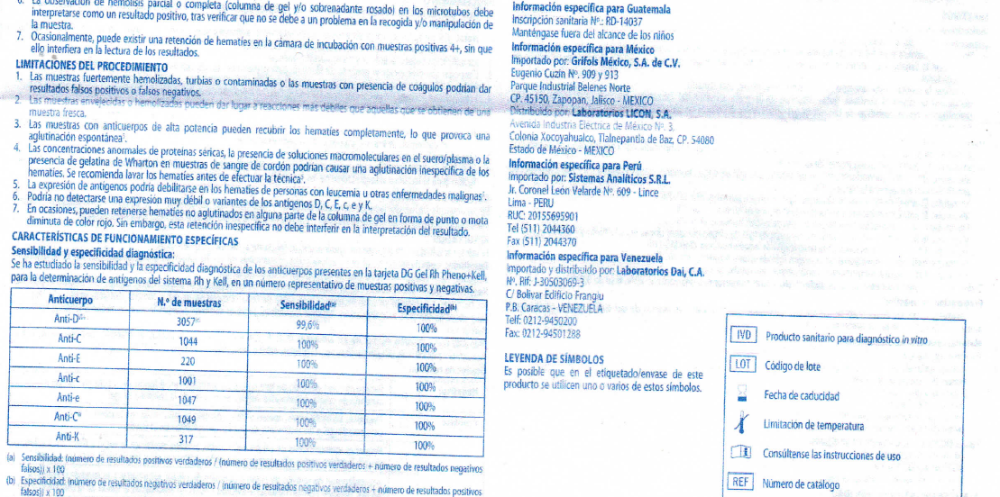 6. La observación de hemólisis parcial o completa (columna de gel y/o sobrenadante rosado) en los microtubos debe
interpretarse como un resultado positivo, tras verificar que no se debe a un problema en la recogida y/o manipulación de
la muestra.
7. Ocasionalmente, puede existir una retención de hematíes en la cámara de incubación con muestras positivas 4+, sin que
ello interfiera en la lectura de los resultados.
LIMITACIONES DEL PROCEDIMIENTO
1. Las muestras fuertemente hemolizadas, turbias o contaminadas o las muestras con presencia de coágulos podrían dar
resultados falsos positivos o falsos negativos.
2. Las muestras envejecidas o hemolizadas pueden dar lugar a reacciones más débiles que aquellas que se obtienen de una
muestra fresca.
3. Las muestras con anticuerpos de alta potencia pueden recubrir los hematíes completamente, lo que provoca una
aglutinación espontánea.
4. Las concentraciones anormales de proteínas séricas, la presencia de soluciones macromoleculares en el suero/plasma o la
presencia de gelatina de Wharton en muestras de sangre de cordón podrían causar una aglutinación inespecífica de los
hematíes. Se recomienda lavar los hematíes antes de efectuar la técnica.
5. La expresión de antígenos podría debilitarse en los hematíes de personas con leucemia u otras enfermedades malignas.
6. Podría no detectarse una expresión muy débil o variantes de los antígenos D, C, E, c, e y K.
7. En ocasiones, pueden retenerse hematíes no aglutinados en alguna parte de la columna de gel en forma de punto o mota
diminuta de color rojo. Sin embargo, esta retención inespecífica no debe interferir en la interpretación del resultado.
CARACTERÍSTICAS DE FUNCIONAMIENTO ESPECÍFICAS
Sensibilidad y especificidad diagnóstica:
Se ha estudiado la sensibilidad y la especificidad diagnóstica de los anticuerpos presentes en la tarjeta DG Gel Rh Pheno+Kell,
para la determinación de antígenos del sistema Rh y Kell, en un número representativo de muestras positivas y negativas.
Anticuerpo N.º de muestras Sensibilidad(a) Especificidad(b)
Anti-D 3057 99,6% 100%
Anti-C 1044 100% 100%
Anti-E 220 100% 100%
Anti-c 1001 100% 100%
Anti-e 1047 100% 100%
Anti-Cw 1049 100% 100%
Anti-K 317 100% 100%
(a) Sensibilidad: (número de resultados positivos verdaderos / (número de resultados positivos verdaderos + número de resultados negativos
falsos)) x 100
(b) Especificidad: (número de resultados negativos verdaderos / (número de resultados negativos verdaderos + número de resultados positivos
falsos)) x 100
Información específica para Guatemala
Inscripción sanitaria Nº.: RD-14037
Manténgase fuera del alcance de los niños
Información específica para México
Importado por: Grifols México, S.A. de C.V.
Eugenio Cuzin Nº. 909 y 913
Parque Industrial Belenes Norte
CP. 45150, Zapopan, Jalisco - MEXICO
Distribuido por: Laboratorios LICON, S.A.
Avenida Industria Eléctrica de México Nº. 3.
Colonia Xocoyahualco, Tlalnepantla de Baz, CP. 54080
Estado de México - MEXICO
Información específica para Perú
Importado por: Sistemas Analíticos S.R.L.
Jr. Coronel León Velarde Nº. 609 - Lince
Lima - PERU
RUC: 20155695901
Tel (511) 2044360
Fax (511) 2044370
Información específica para Venezuela
Importado y distribuido por: Laboratorios Dai, C.A.
Nº. Rif: J-30503069-3
C/ Bolívar Edificio Frangiu
P.B. Caracas - VENEZUELA
Telf: 0212-9450200
Fax: 0212-94501288
LEYENDA DE SÍMBOLOS
Es posible que en el etiquetado/envase de este
producto se utilicen uno o varios de estos símbolos.
IVD Producto sanitario para diagnóstico in vitro
LOT Código de lote
Fecha de caducidad
Limitación de temperatura
Consúltense las instrucciones de uso
REF Número de catálogo